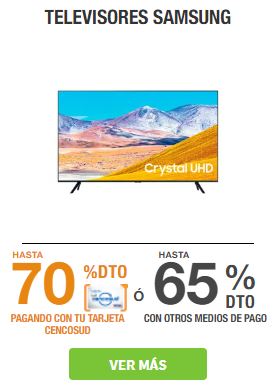 TELEVISORES SAMSUNG
Crystal UHD
HASTA
70 %DTO
cencosud
PAGANDO CON TU TARJETA
CENCOSUD
ó
HASTA
65 %
DTO
CON OTROS MEDIOS DE PAGO
VER MÁS